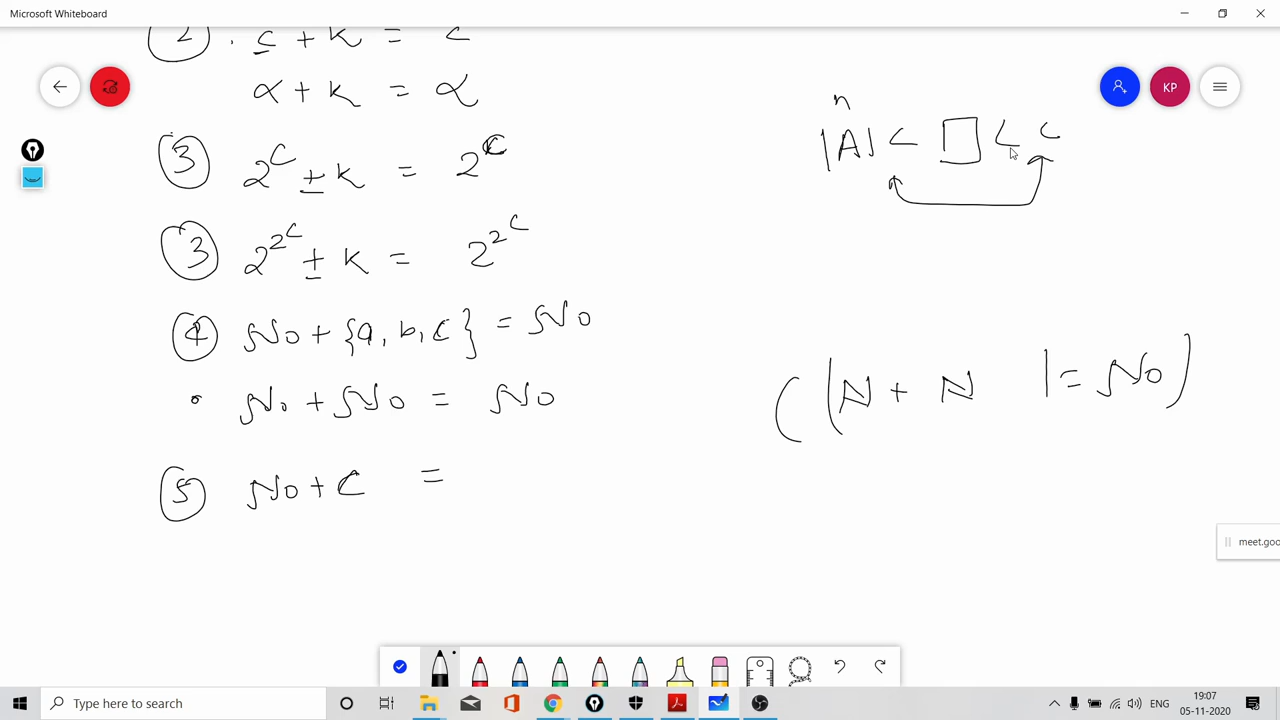 Microsoft Whiteboard
② . c + k = c
α + k = α
n
|A| < □ < c
③ 2^c ± k = 2^c
③ 2^2^c ± k = 2^2^c
④ ℵ0 + {a, b, c} = ℵ0
(|N + N | = ℵ0)
• ℵ0 + ℵ0 = ℵ0
⑤ ℵ0 + c =
KP
meet.goo
Type here to search
ENG
19:07
05-11-2020